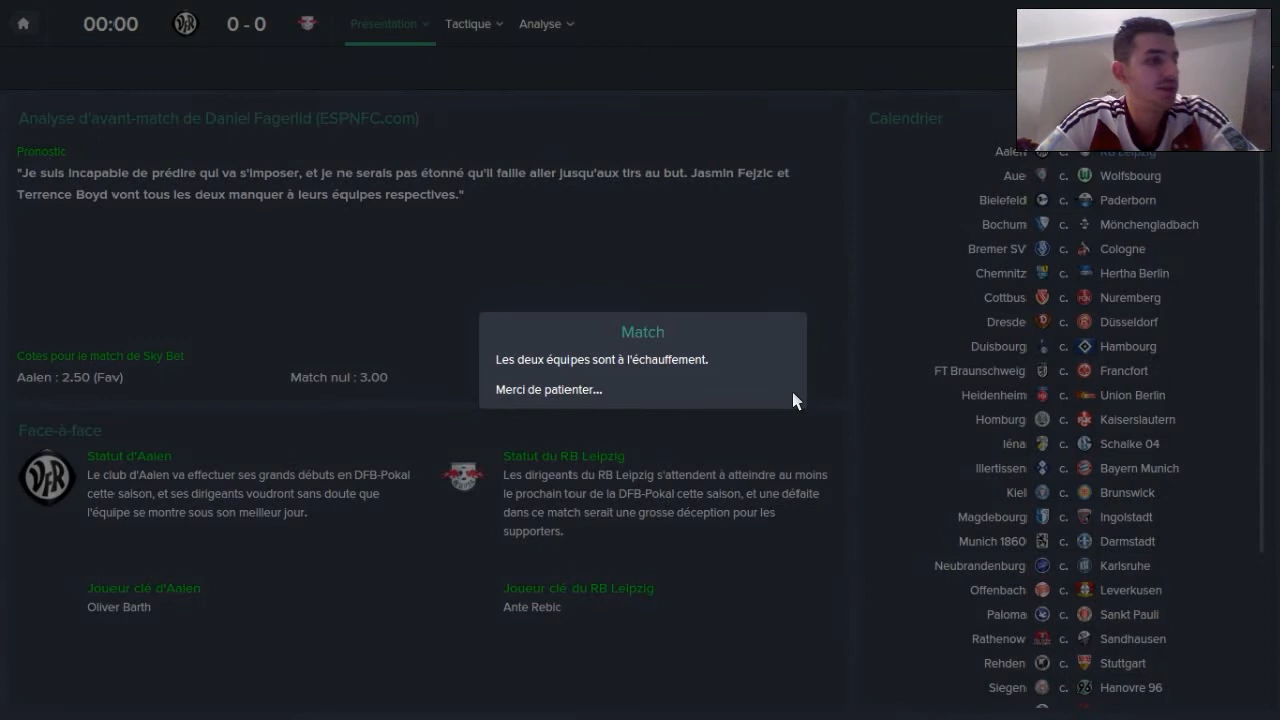 00:00 0 - 0 Présentation Tactique Analyse
Analyse d'avant-match de Daniel Fagerlid (ESPNFC.com)
Pronostic
"Je suis incapable de prédire qui va s'imposer, et je ne serais pas étonné qu'il faille aller jusqu'aux tirs au but. Jasmin Fejzic et
Terrence Boyd vont tous les deux manquer à leurs équipes respectives."
Cotes pour le match de Sky Bet
Aalen : 2.50 (Fav) Match nul : 3.00
Match
Les deux équipes sont à l'échauffement.
Merci de patienter...
Face-à-face
Statut d'Aalen
Le club d'Aalen va effectuer ses grands débuts en DFB-Pokal
cette saison, et ses dirigeants voudront sans doute que
l'équipe se montre sous son meilleur jour.
Joueur clé d'Aalen
Oliver Barth
Statut du RB Leipzig
Les dirigeants du RB Leipzig s'attendent à atteindre au moins
le prochain tour de la DFB-Pokal cette saison, et une défaite
dans ce match serait une grosse déception pour les
supporters.
Joueur clé du RB Leipzig
Ante Rebic
Calendrier
Aalen c. RB Leipzig
Aue c. Wolfsbourg
Bielefeld c. Paderborn
Bochum c. Mönchengladbach
Bremer SV c. Cologne
Chemnitz c. Hertha Berlin
Cottbus c. Nuremberg
Dresde c. Düsseldorf
Duisbourg c. Hambourg
FT Braunschweig c. Francfort
Heidenheim c. Union Berlin
Homburg c. Kaiserslautern
Iéna c. Schalke 04
Illertissen c. Bayern Munich
Kiel c. Brunswick
Magdebourg c. Ingolstadt
Munich 1860 c. Darmstadt
Neubrandenburg c. Karlsruhe
Offenbach c. Leverkusen
Paloma c. Sankt Pauli
Rathenow c. Sandhausen
Rehden c. Stuttgart
Siegen c. Hanovre 96